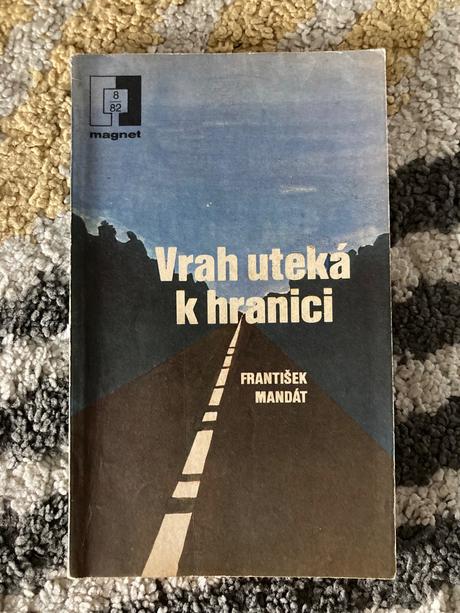 8
82
magnet
Vrah uteká
k hranici
FRANTIŠEK
MANDÁT